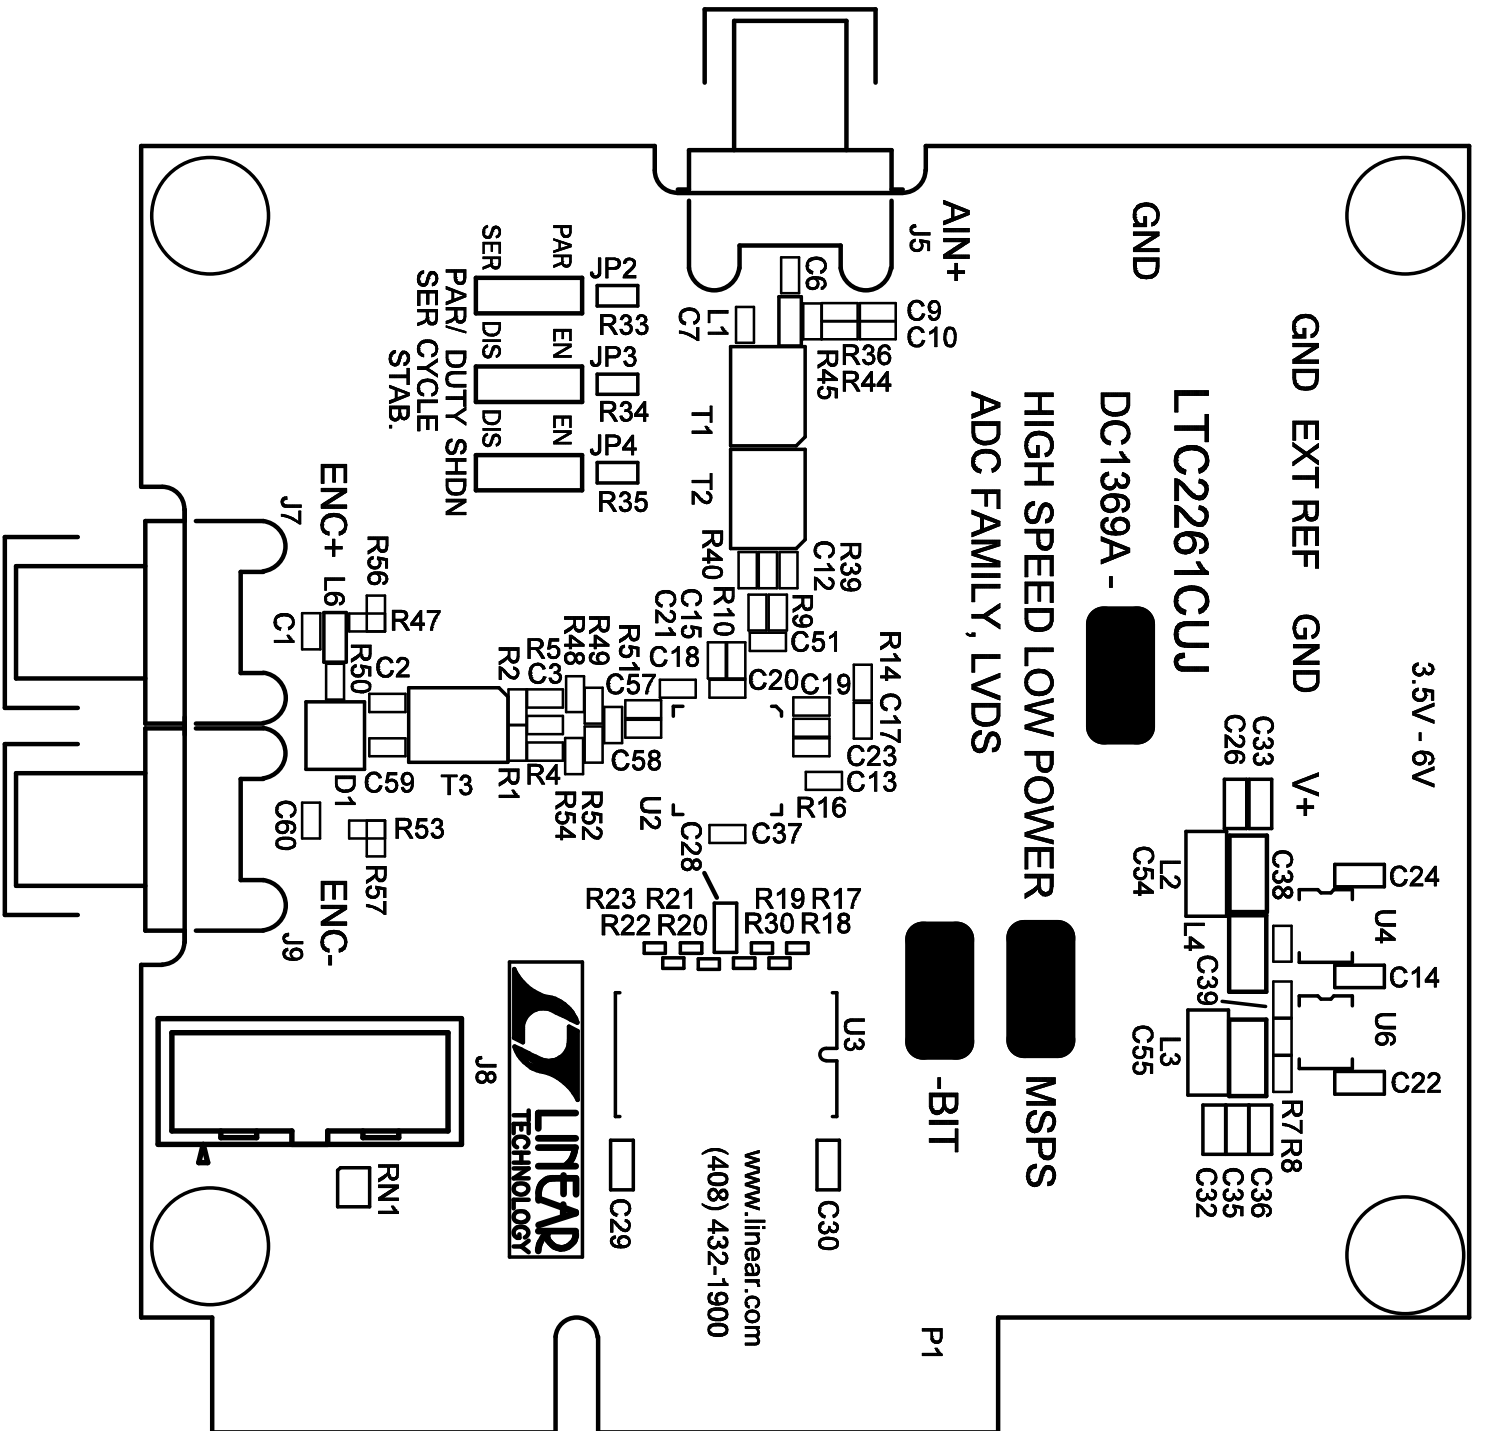 3.5V - 6V
GND EXT REF GND V+
GND
LTC2261CUJ
DC1369A -
HIGH SPEED LOW POWER MSPS
ADC FAMILY, LVDS -BIT
AIN+
J5
C6
L1
C7
C9
C10
R36
R44
R45
T1
T2
R40
C12
R39
R10
R9
C51
C15
C21
C18
C20
C19
R14
C17
C23
C13
R16
C37
C28
U2
SER PAR JP2
R33
DIS EN JP3
R34
DIS EN JP4
R35
PAR/ DUTY SHDN
SER CYCLE
STAB.
ENC+
J7
L6
R56
R47
C1
R50
C2
D1
C59
T3
R2
R5
C3
R48
R49
R51
C57
C58
R1
R4
R54
R52
C60
R53
R57
ENC-
J9
R23 R21 R19 R17
R22 R20 R30 R18
U3
C29
C30
J8
RN1
LINEAR
TECHNOLOGY
www.linear.com
(408) 432-1900
P1
C26
C33
L2
C54
C38
C24
U4
L4
C39
C14
U6
L3
C55
C22
R7
R8
C32
C35
C36